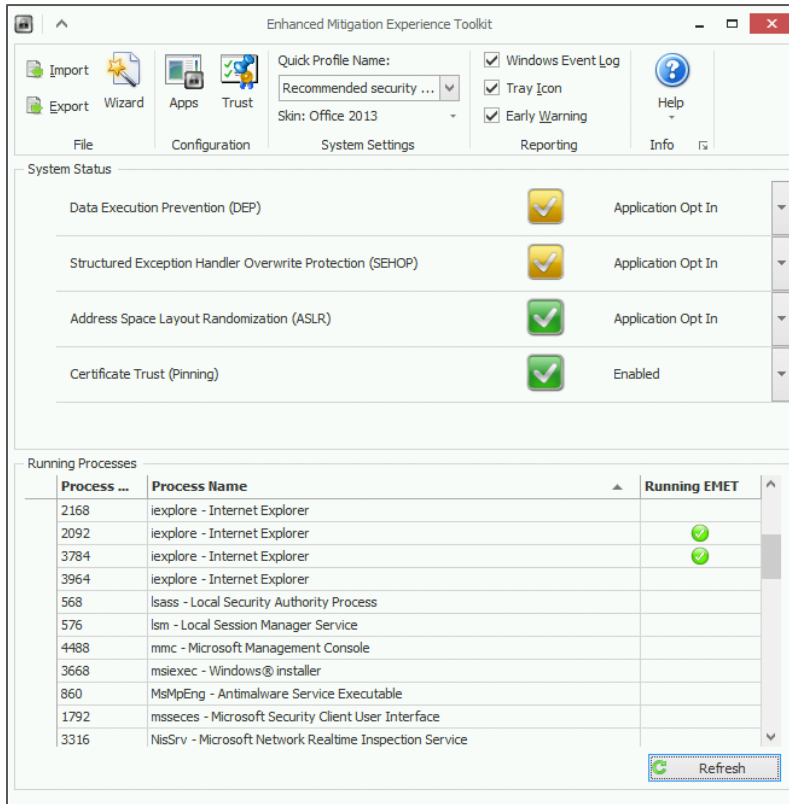 Enhanced Mitigation Experience Toolkit
Import
Export
Wizard
File
Apps
Trust
Configuration
Quick Profile Name:
Recommended security ...
Skin: Office 2013
System Settings
Windows Event Log
Tray Icon
Early Warning
Reporting
Help
Info
System Status
Data Execution Prevention (DEP) Application Opt In
Structured Exception Handler Overwrite Protection (SEHOP) Application Opt In
Address Space Layout Randomization (ASLR) Application Opt In
Certificate Trust (Pinning) Enabled
Running Processes
Process ... Process Name Running EMET
2168 iexplore - Internet Explorer
2092 iexplore - Internet Explorer
3784 iexplore - Internet Explorer
3964 iexplore - Internet Explorer
568 lsass - Local Security Authority Process
576 lsm - Local Session Manager Service
4488 mmc - Microsoft Management Console
3668 msiexec - Windows® installer
860 MsMpEng - Antimalware Service Executable
1792 msseces - Microsoft Security Client User Interface
3316 NisSrv - Microsoft Network Realtime Inspection Service
Refresh